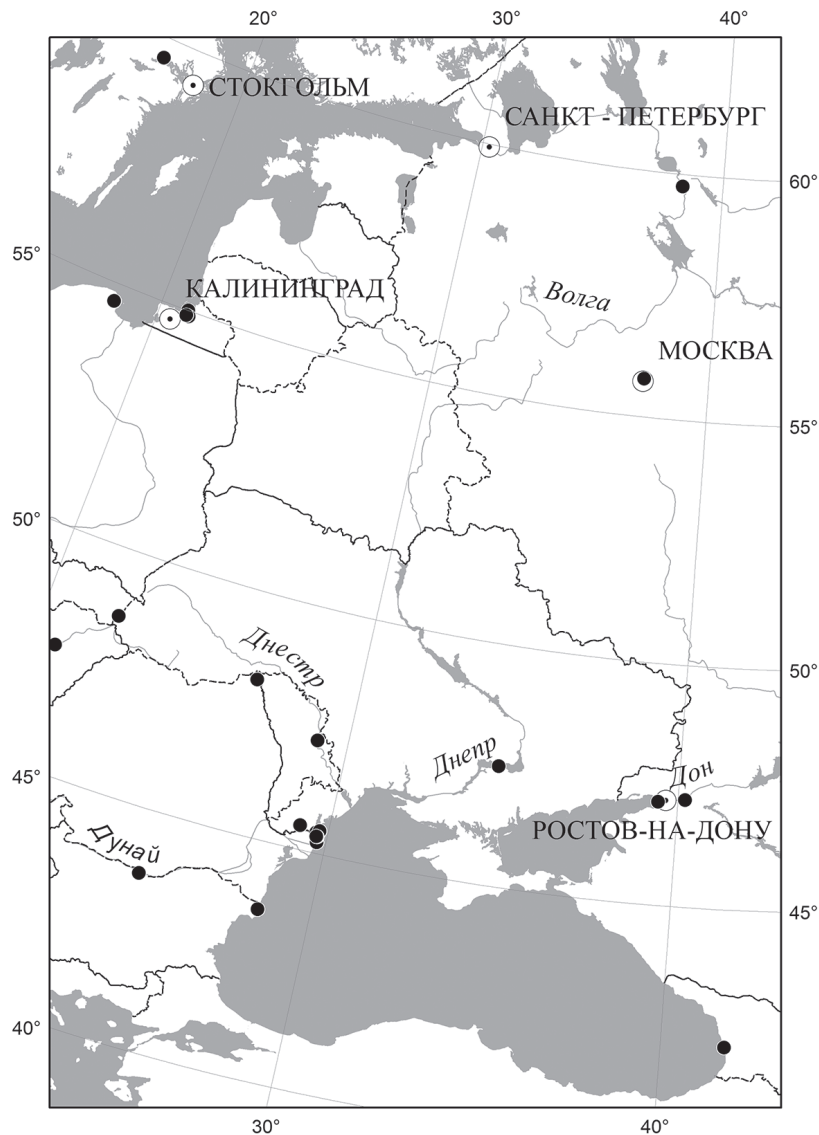 20° 30° 40°
СТОКГОЛЬМ
САНКТ - ПЕТЕРБУРГ
60°
55°
КАЛИНИНГРАД
Волга
МОСКВА
55°
50°
Днестр
50°
Днепр
Дон
45°
РОСТОВ-НА-ДОНУ
Дунай
45°
40°
30° 40°